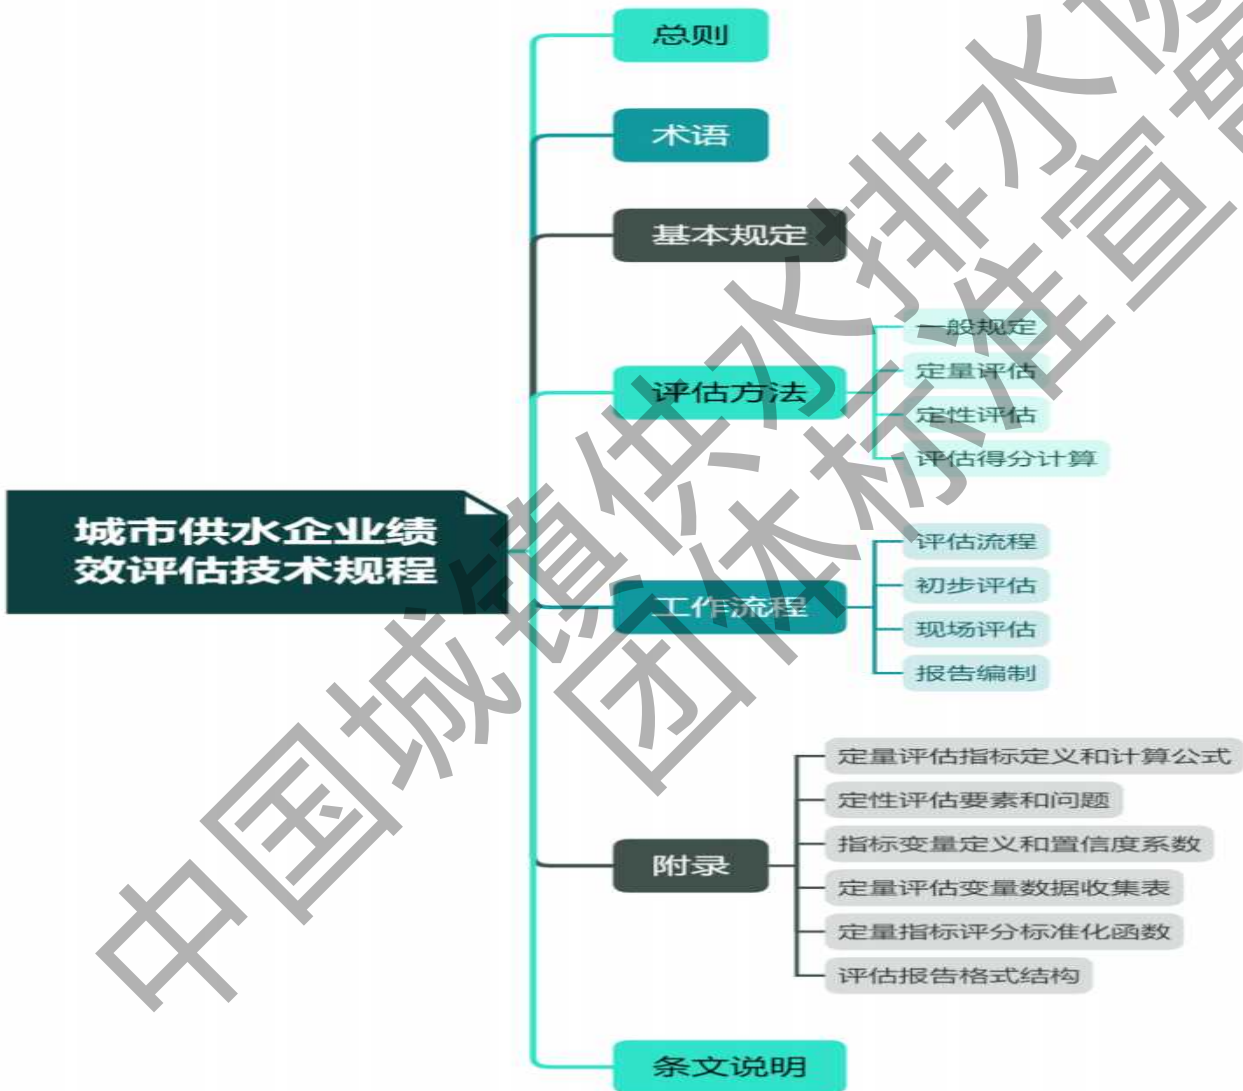 总则
术语
基本规定
评估方法
一般规定
定量评估
定性评估
评估得分计算
城市供水企业绩
效评估技术规程
工作流程
评估流程
初步评估
现场评估
报告编制
附录
定量评估指标定义和计算公式
定性评估要素和问题
指标变量定义和置信度系数
定量评估变量数据收集表
定量指标评分标准化函数
评估报告格式结构
条文说明
中国城镇供水排水协
团体标准宣贯